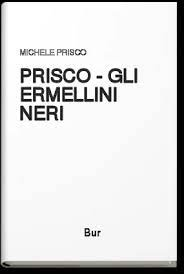 MICHELE PRISCO
PRISCO - GLI
ERMELLINI
NERI
Bur